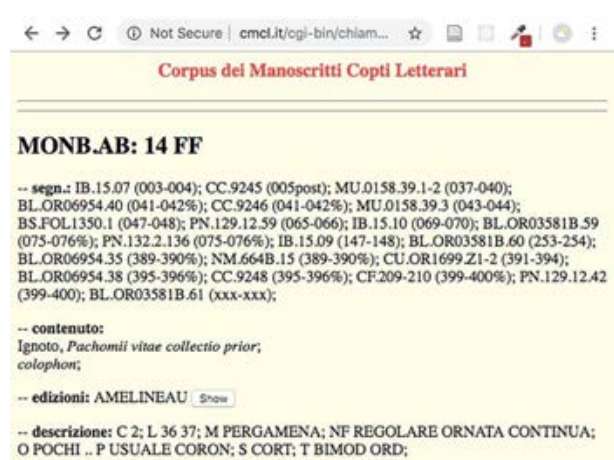 Not Secure | cmcl.it/cgi-bin/chiam...
Corpus dei Manoscritti Copti Letterari
MONB.AB: 14 FF
-- segn.: IB.15.07 (003-004); CC.9245 (005post); MU.0158.39.1-2 (037-040);
BL.OR06954.40 (041-042%); CC.9246 (041-042%); MU.0158.39.3 (043-044);
BS.FOL1350.1 (047-048); PN.129.12.59 (065-066); IB.15.10 (069-070); BL.OR03581B.59
(075-076%); PN.132.2.136 (075-076%); IB.15.09 (147-148); BL.OR03581B.60 (253-254);
BL.OR06954.35 (389-390%); NM.664B.15 (389-390%); CU.OR1699.Z1-2 (391-394);
BL.OR06954.38 (395-396%); CC.9248 (395-396%); CF.209-210 (399-400%); PN.129.12.42
(399-400); BL.OR03581B.61 (xxx-xxx);
-- contenuto:
Ignoto, Pachomii vitae collectio prior;
colophon;
-- edizioni: AMELINEAU Show
-- descrizione: C 2; L 36 37; M PERGAMENA; NF REGOLARE ORNATA CONTINUA;
O POCHI .. P USUALE CORON; S CORT; T BIMOD ORD;